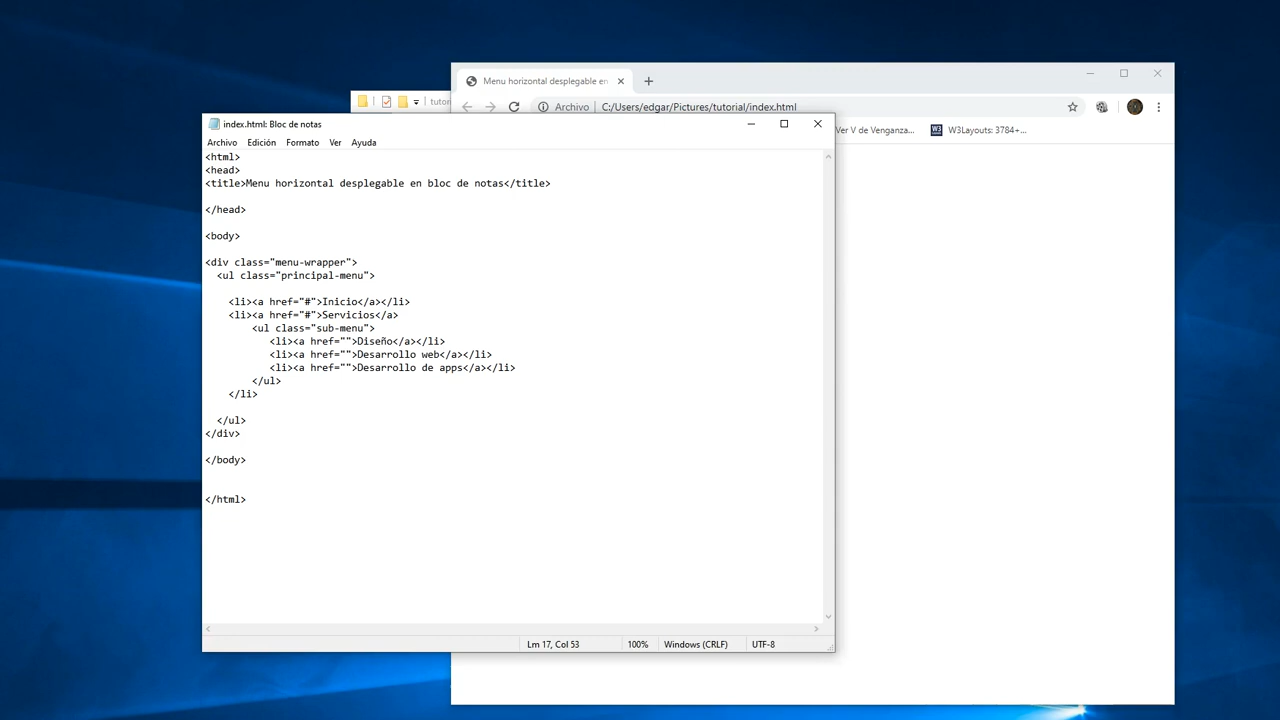 Menu horizontal desplegable en
tutor
Archivo C:/Users/edgar/Pictures/tutorial/index.html
Ver V de Venganza...
W3
W3Layouts: 3784+...
index.html: Bloc de notas
Archivo Edición Formato Ver Ayuda
<html>
<head>
<title>Menu horizontal desplegable en bloc de notas</title>
</head>
<body>
<div class="menu-wrapper">
<ul class="principal-menu">
<li><a href="#">Inicio</a></li>
<li><a href="#">Servicios</a>
<ul class="sub-menu">
<li><a href="">Diseño</a></li>
<li><a href="">Desarrollo web</a></li>
<li><a href="">Desarrollo de apps</a></li>
</ul>
</li>
</ul>
</div>
</body>
</html>
Lm 17, Col 53 100% Windows (CRLF) UTF-8